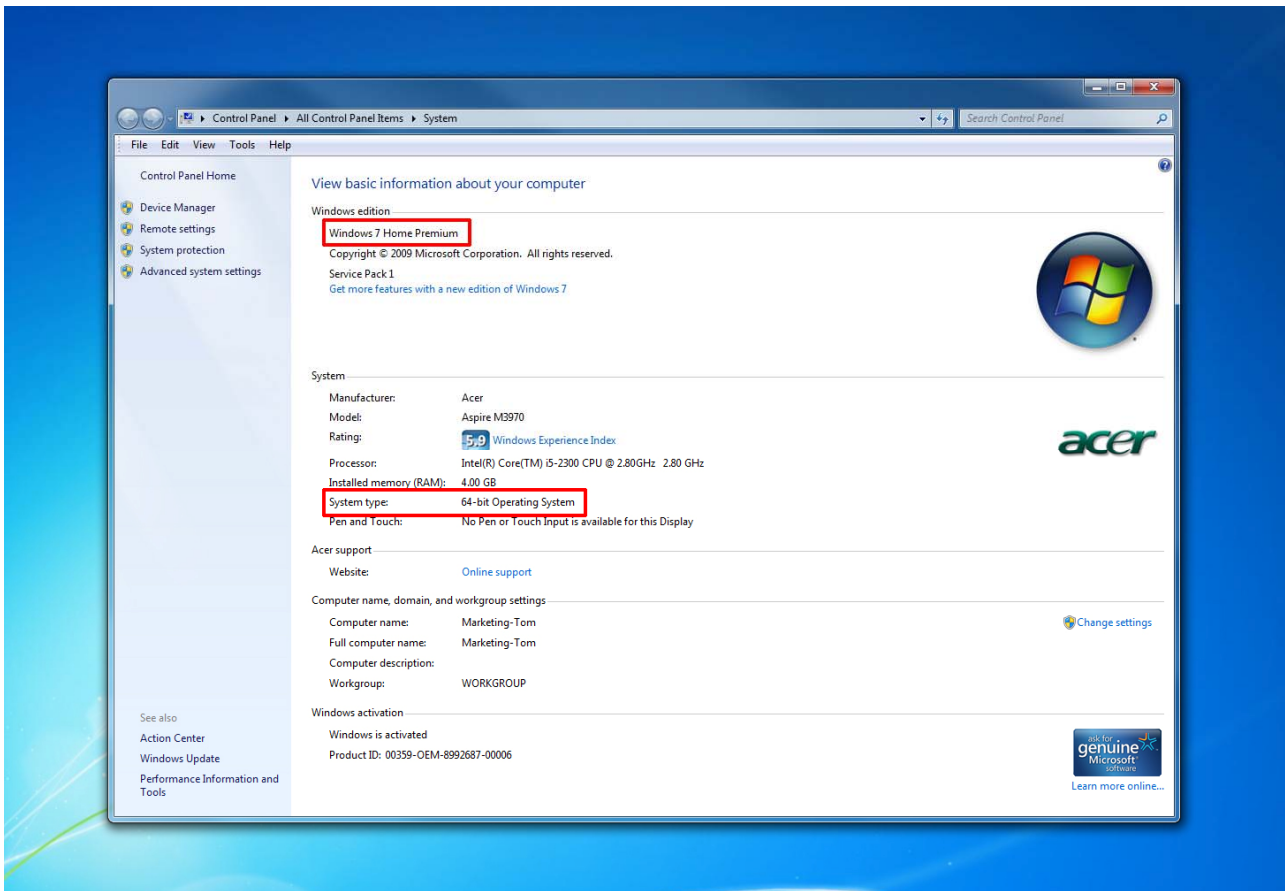 Control Panel ▸ All Control Panel Items ▸ System
Search Control Panel
File Edit View Tools Help
Control Panel Home
Device Manager
Remote settings
System protection
Advanced system settings
View basic information about your computer
Windows edition
Windows 7 Home Premium
Copyright © 2009 Microsoft Corporation. All rights reserved.
Service Pack 1
Get more features with a new edition of Windows 7
System
Manufacturer: Acer
Model: Aspire M3970
Rating: 5.9 Windows Experience Index
Processor: Intel(R) Core(TM) i5-2300 CPU @ 2.80GHz 2.80 GHz
Installed memory (RAM): 4.00 GB
System type: 64-bit Operating System
Pen and Touch: No Pen or Touch Input is available for this Display
acer
Acer support
Website: Online support
Computer name, domain, and workgroup settings
Computer name: Marketing-Tom
Change settings
Full computer name: Marketing-Tom
Computer description:
Workgroup: WORKGROUP
Windows activation
Windows is activated
Product ID: 00359-OEM-8992687-00006
ask for
genuine
Microsoft
software
Learn more online...
See also
Action Center
Windows Update
Performance Information and
Tools